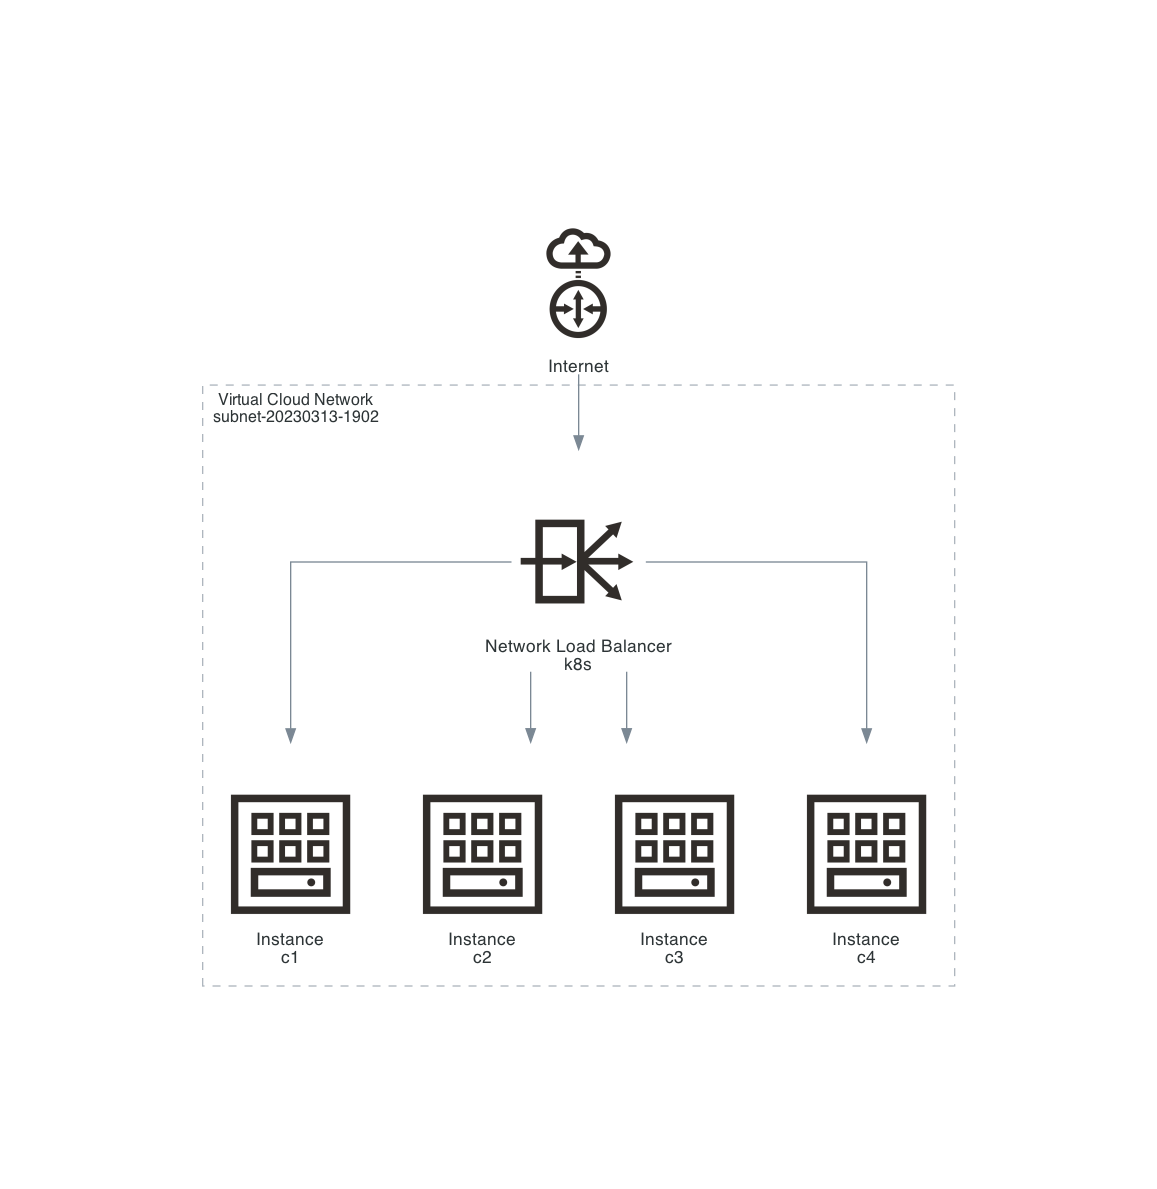 Internet
Virtual Cloud Network
subnet-20230313-1902
Network Load Balancer
k8s
Instance
c1
Instance
c2
Instance
c3
Instance
c4